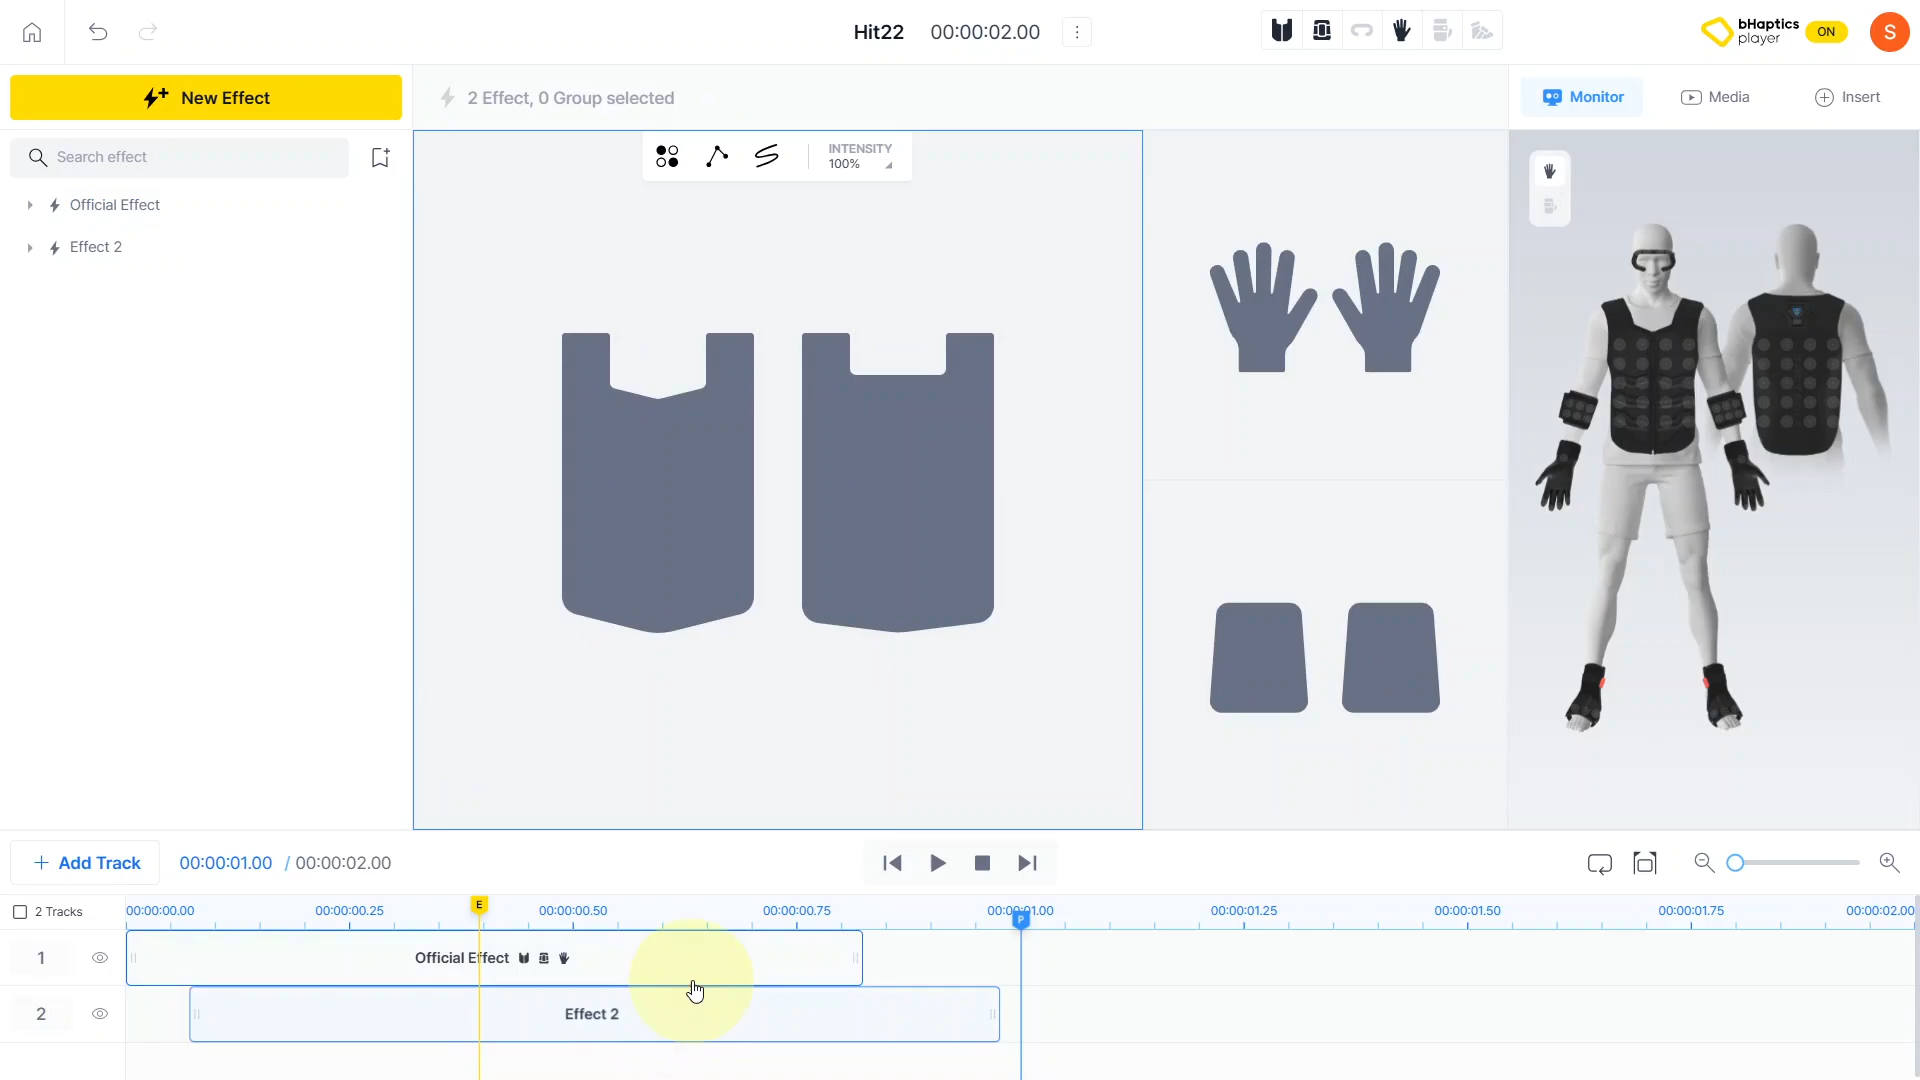 Hit22 00:00:02.00
bHaptics player ON S
New Effect
2 Effect, 0 Group selected
Monitor Media Insert
Search effect
INTENSITY
100%
Official Effect
Effect 2
Add Track 00:00:01.00 / 00:00:02.00
2 Tracks 00:00:00.00 00:00:00.25 E 00:00:00.50 00:00:00.75 00:00:01.00 P 00:00:01.25 00:00:01.50 00:00:01.75 00:00:02.00
1 Official Effect
2 Effect 2